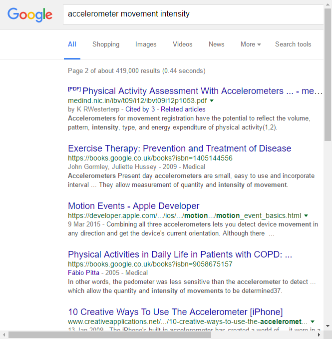 Google
accelerometer movement intensity
All Shopping Images Videos News More Search tools
Page 2 of about 419,000 results (0.44 seconds)
[PDF] Physical Activity Assessment With Accelerometers ... - me...
medind.nic.in/ibv/t09/i12/ibvt09i12p1053.pdf
by K RWestertep - Cited by 3 - Related articles
Accelerometers for movement registration have the potential to reflect the volume,
pattern, intensity, type, and energy expenditure of physical activity(1,2).
Exercise Therapy: Prevention and Treatment of Disease
https://books.google.co.uk/books?isbn=1405144556
John Gormley, Juliette Hussey - 2009 - Medical
Accelerometers Present day accelerometers are small, easy to use and incorporate
interval ... They allow measurement of quantity and intensity of movement.
Motion Events - Apple Developer
https://developer.apple.com/.../ios/.../motion.../motion_event_basics.html
9 Mar 2015 - Combining all three accelerometers lets you detect device movement in
any direction and get the device's current orientation. Although there ...
Physical Activities in Daily Life in Patients with COPD: ...
https://books.google.co.uk/books?isbn=9058675157
Fábio Pitta - 2005 - Medical
In other words, the pedometer was less sensitive than the accelerometer to detect ...
which allow the quantity and intensity of movements to be determined37.
10 Creative Ways To Use the Accelerometer [iPhone]
www.creativeapplications.net/.../10-creative-ways-to-use-the-acceleromet...